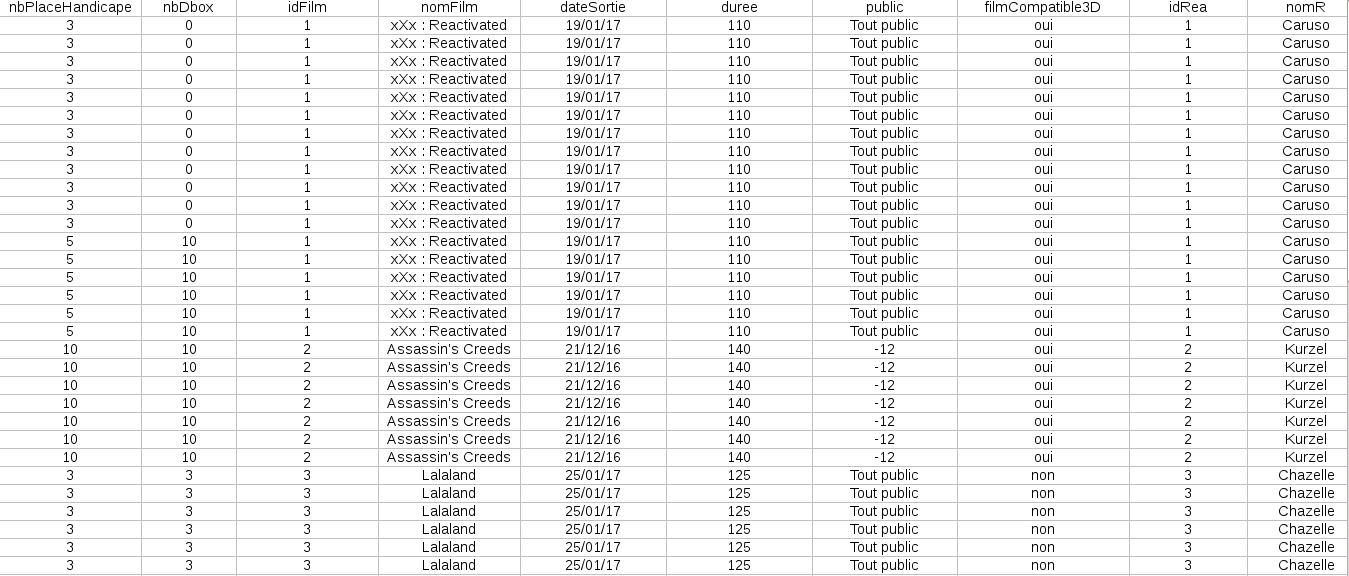 nbPlaceHandicape nbDbox idFilm nomFilm dateSortie duree public filmCompatible3D idRea nomR
3 0 1 xXx : Reactivated 19/01/17 110 Tout public oui 1 Caruso
3 0 1 xXx : Reactivated 19/01/17 110 Tout public oui 1 Caruso
3 0 1 xXx : Reactivated 19/01/17 110 Tout public oui 1 Caruso
3 0 1 xXx : Reactivated 19/01/17 110 Tout public oui 1 Caruso
3 0 1 xXx : Reactivated 19/01/17 110 Tout public oui 1 Caruso
3 0 1 xXx : Reactivated 19/01/17 110 Tout public oui 1 Caruso
3 0 1 xXx : Reactivated 19/01/17 110 Tout public oui 1 Caruso
3 0 1 xXx : Reactivated 19/01/17 110 Tout public oui 1 Caruso
3 0 1 xXx : Reactivated 19/01/17 110 Tout public oui 1 Caruso
3 0 1 xXx : Reactivated 19/01/17 110 Tout public oui 1 Caruso
3 0 1 xXx : Reactivated 19/01/17 110 Tout public oui 1 Caruso
3 0 1 xXx : Reactivated 19/01/17 110 Tout public oui 1 Caruso
5 10 1 xXx : Reactivated 19/01/17 110 Tout public oui 1 Caruso
5 10 1 xXx : Reactivated 19/01/17 110 Tout public oui 1 Caruso
5 10 1 xXx : Reactivated 19/01/17 110 Tout public oui 1 Caruso
5 10 1 xXx : Reactivated 19/01/17 110 Tout public oui 1 Caruso
5 10 1 xXx : Reactivated 19/01/17 110 Tout public oui 1 Caruso
5 10 1 xXx : Reactivated 19/01/17 110 Tout public oui 1 Caruso
10 10 2 Assassin's Creeds 21/12/16 140 -12 oui 2 Kurzel
10 10 2 Assassin's Creeds 21/12/16 140 -12 oui 2 Kurzel
10 10 2 Assassin's Creeds 21/12/16 140 -12 oui 2 Kurzel
10 10 2 Assassin's Creeds 21/12/16 140 -12 oui 2 Kurzel
10 10 2 Assassin's Creeds 21/12/16 140 -12 oui 2 Kurzel
10 10 2 Assassin's Creeds 21/12/16 140 -12 oui 2 Kurzel
10 10 2 Assassin's Creeds 21/12/16 140 -12 oui 2 Kurzel
3 3 3 Lalaland 25/01/17 125 Tout public non 3 Chazelle
3 3 3 Lalaland 25/01/17 125 Tout public non 3 Chazelle
3 3 3 Lalaland 25/01/17 125 Tout public non 3 Chazelle
3 3 3 Lalaland 25/01/17 125 Tout public non 3 Chazelle
3 3 3 Lalaland 25/01/17 125 Tout public non 3 Chazelle
3 3 3 Lalaland 25/01/17 125 Tout public non 3 Chazelle